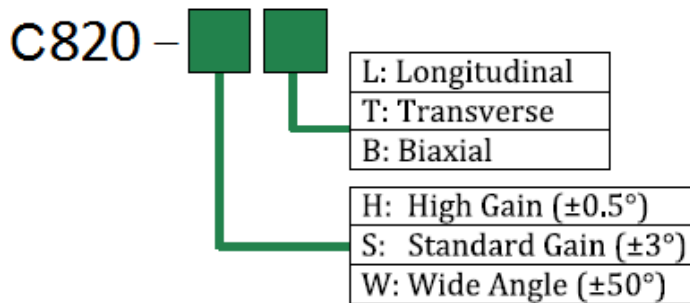 C820 –
L: Longitudinal
T: Transverse
B: Biaxial
H: High Gain (±0.5°)
S: Standard Gain (±3°)
W: Wide Angle (±50°)